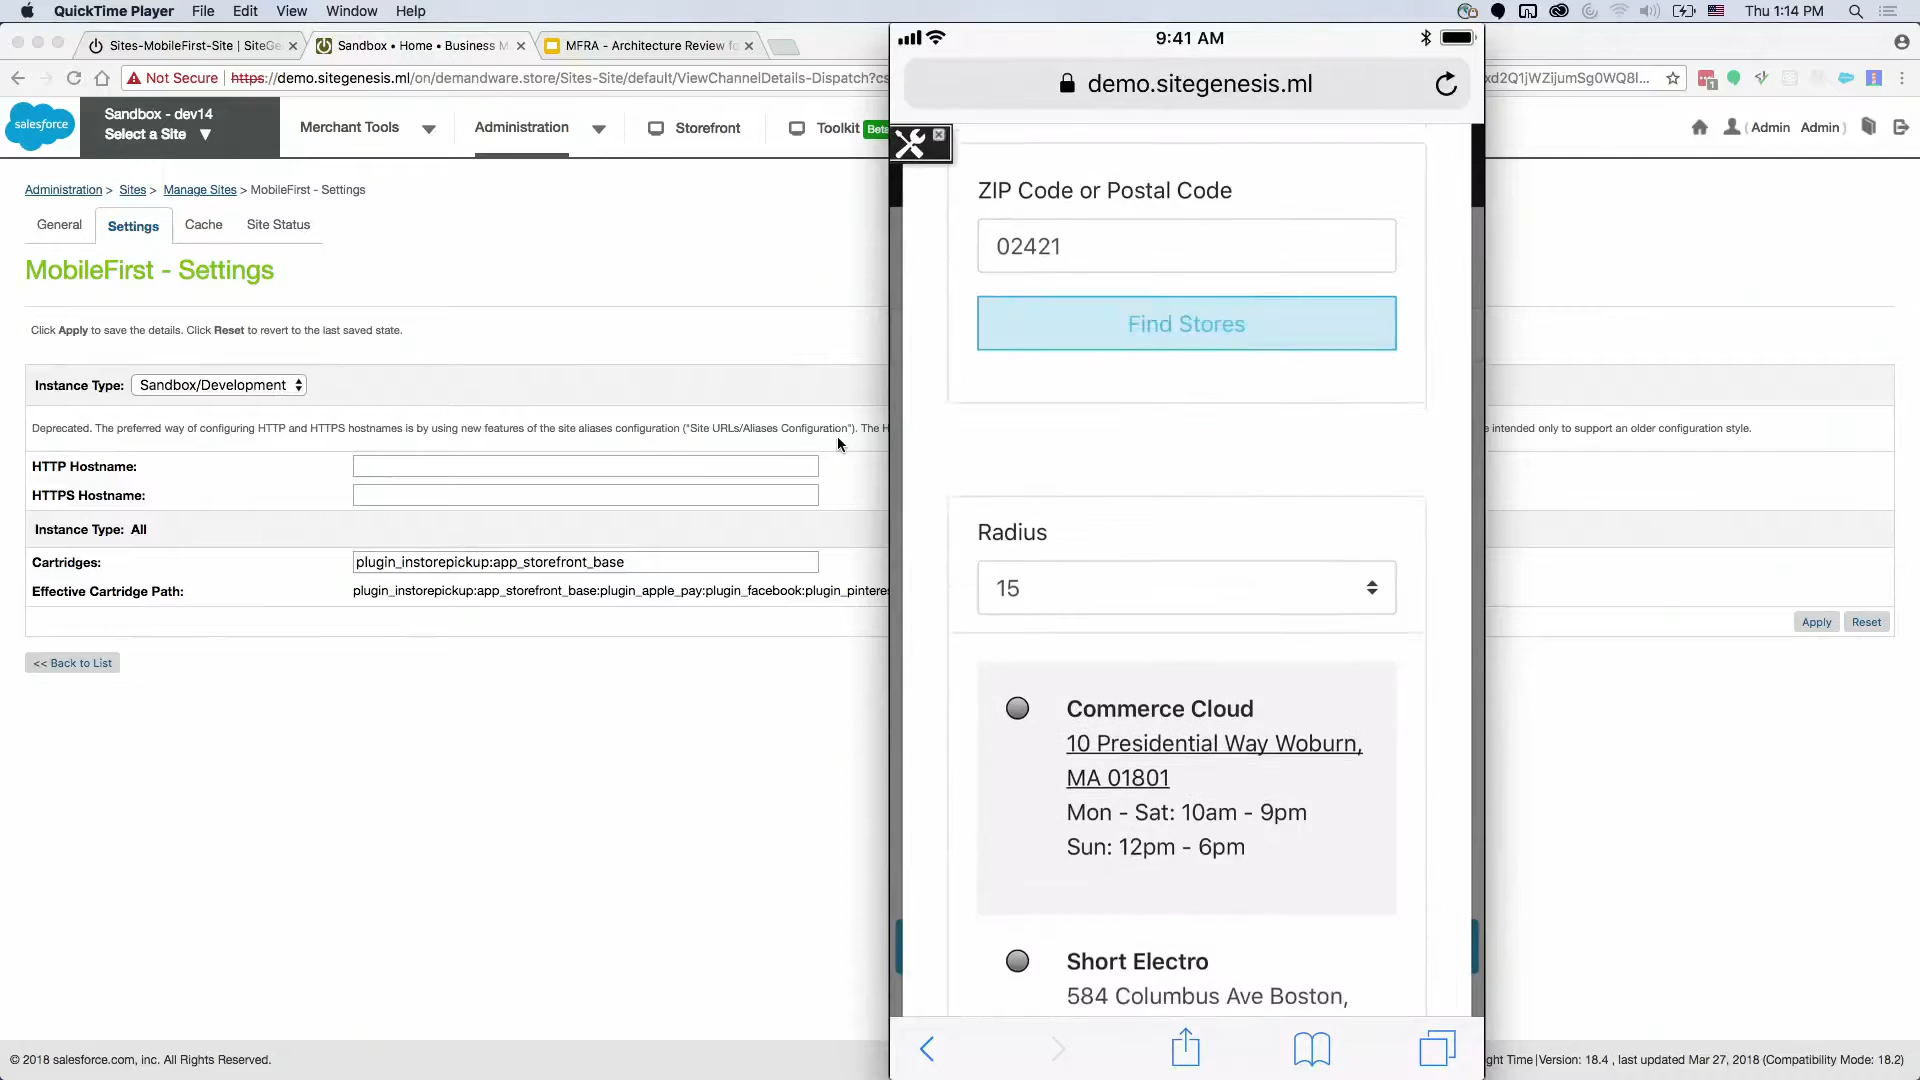 QuickTime Player File Edit View Window Help
Thu 1:14 PM
Sites-MobileFirst-Site | SiteGe
Sandbox • Home • Business M
MFRA - Architecture Review fo
Not Secure https://demo.sitegenesis.ml/on/demandware.store/Sites-Site/default/ViewChannelDetails-Dispatch?cs
xd2Q1jWZijumSg0WQ8I...
salesforce
Sandbox - dev14
Select a Site
Merchant Tools
Administration
Storefront
Toolkit Beta
( Admin Admin )
Administration > Sites > Manage Sites > MobileFirst - Settings
General Settings Cache Site Status
MobileFirst - Settings
Click Apply to save the details. Click Reset to revert to the last saved state.
Instance Type: Sandbox/Development
Deprecated. The preferred way of configuring HTTP and HTTPS hostnames is by using new features of the site aliases configuration ("Site URLs/Aliases Configuration"). The H
e intended only to support an older configuration style.
HTTP Hostname:
HTTPS Hostname:
Instance Type: All
Cartridges: plugin_instorepickup:app_storefront_base
Effective Cartridge Path: plugin_instorepickup:app_storefront_base:plugin_apple_pay:plugin_facebook:plugin_pinteres
Apply Reset
<< Back to List
© 2018 salesforce.com, inc. All Rights Reserved.
ght Time | Version: 18.4 , last updated Mar 27, 2018 (Compatibility Mode: 18.2)
9:41 AM
demo.sitegenesis.ml
ZIP Code or Postal Code
02421
Find Stores
Radius
15
Commerce Cloud
10 Presidential Way Woburn,
MA 01801
Mon - Sat: 10am - 9pm
Sun: 12pm - 6pm
Short Electro
584 Columbus Ave Boston,